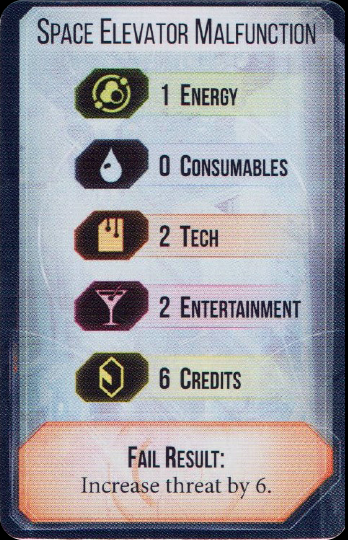 Space Elevator Malfunction
1 Energy
0 Consumables
2 Tech
2 Entertainment
6 Credits
Fail Result:
Increase threat by 6.